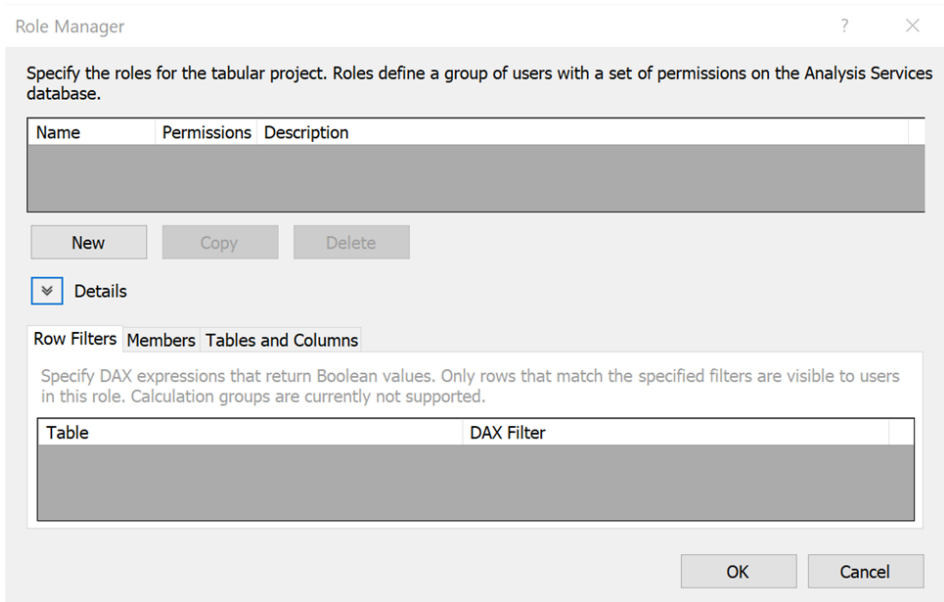 Role Manager ?
Specify the roles for the tabular project. Roles define a group of users with a set of permissions on the Analysis Services
database.
Name Permissions Description
New Copy Delete
Details
Row Filters Members Tables and Columns
Specify DAX expressions that return Boolean values. Only rows that match the specified filters are visible to users
in this role. Calculation groups are currently not supported.
Table DAX Filter
OK Cancel